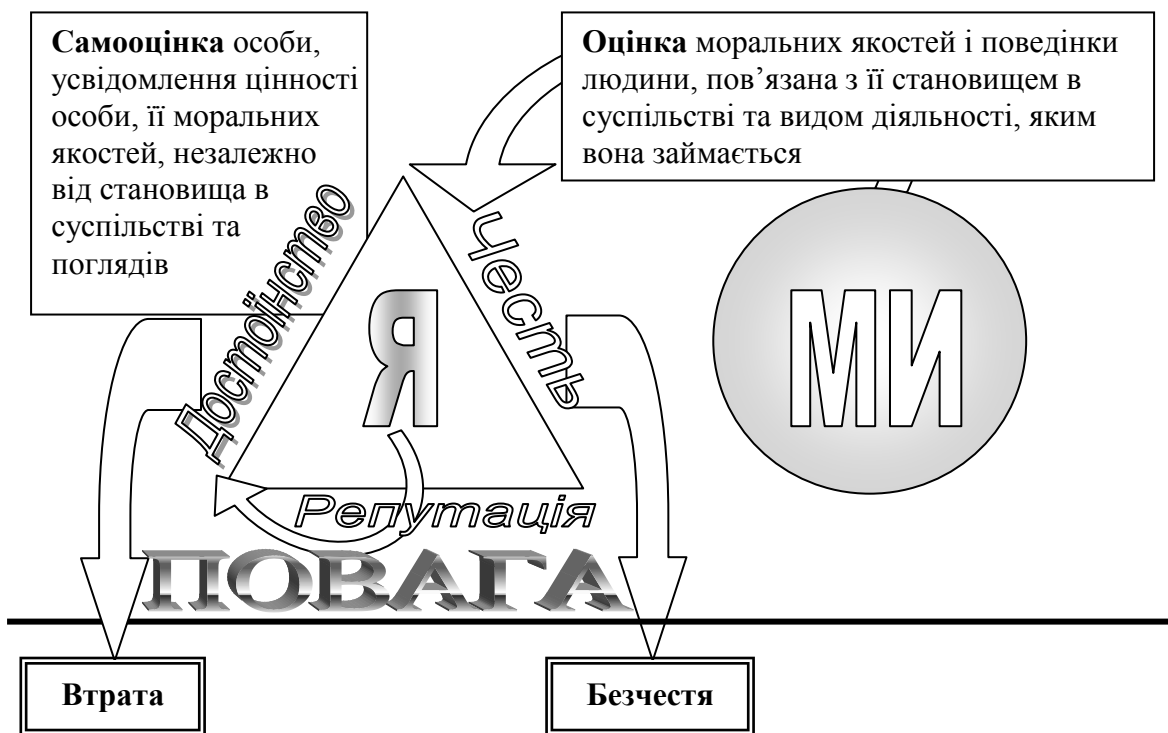 Самооцінка особи,
усвідомлення цінності
особи, її моральних
якостей, незалежно
від становища в
суспільстві та
поглядів
Оцінка моральних якостей і поведінки
людини, пов’язана з її становищем в
суспільстві та видом діяльності, яким
вона займається
Достоїнство
Честь
Я
МИ
Репутація
ПОВАГА
Втрата
Безчестя